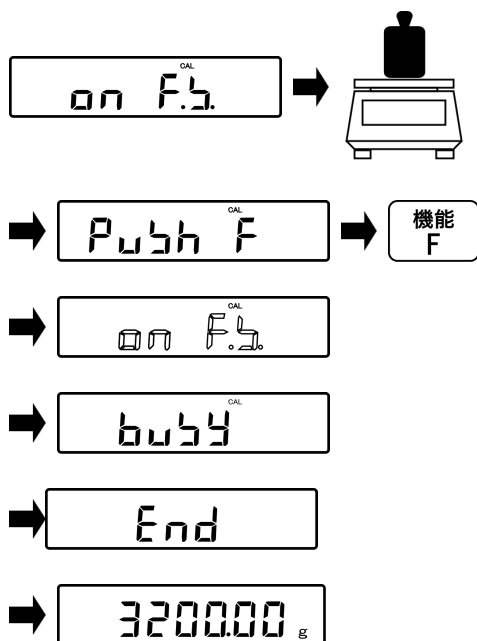 CAL
on F.S.
CAL
Push F
機能
F
CAL
on F.S.
CAL
busy
End
3200.00 g